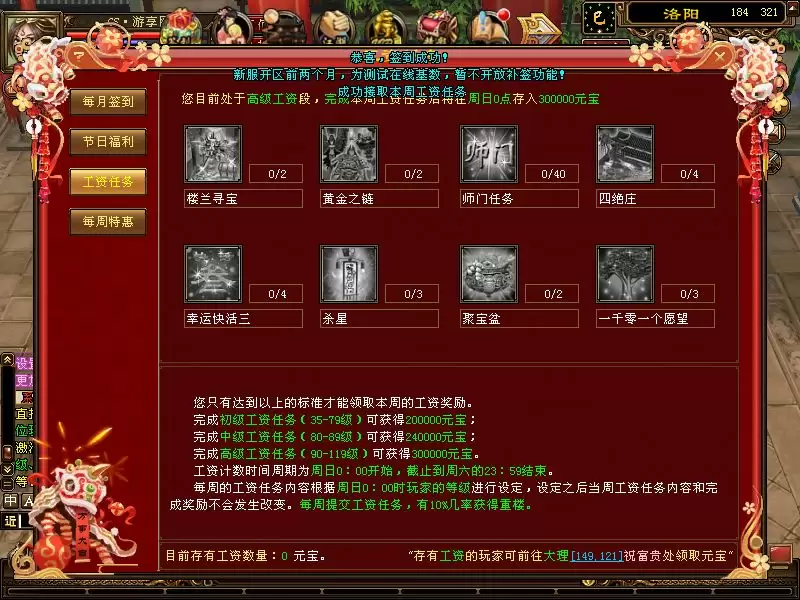 游享
洛阳
184 321
恭喜，签到成功！
新服开区前两个月，为测试在线基数，暂不开放补签功能！
成功接取本周工资任务
您目前处于高级工资段，完成本周工资任务后将在周日0点存入300000元宝
每月签到
节日福利
工资任务
每周特惠
0/2
0/2
师门
0/40
0/4
楼兰寻宝
黄金之链
师门任务
四绝庄
0/4
0/3
0/2
0/3
幸运快活三
杀星
聚宝盆
一千零一个愿望
您只有达到以上的标准才能领取本周的工资奖励。
完成初级工资任务（35-79级）可获得200000元宝；
完成中级工资任务（80-89级）可获得240000元宝；
完成高级工资任务（90-119级）可获得300000元宝。
工资计数时间周期为周日0：00开始，截止到周六的23：59结束。
每周的工资任务内容根据周日0：00时玩家的等级进行设定，设定之后当周工资任务内容和完
成奖励不会发生改变。每周提交工资任务，有10%几率获得重楼。
目前存有工资数量：0 元宝。
“存有工资的玩家可前往大理[149,121]祝富贵处领取元宝”
设置
直接
等
中 A
近